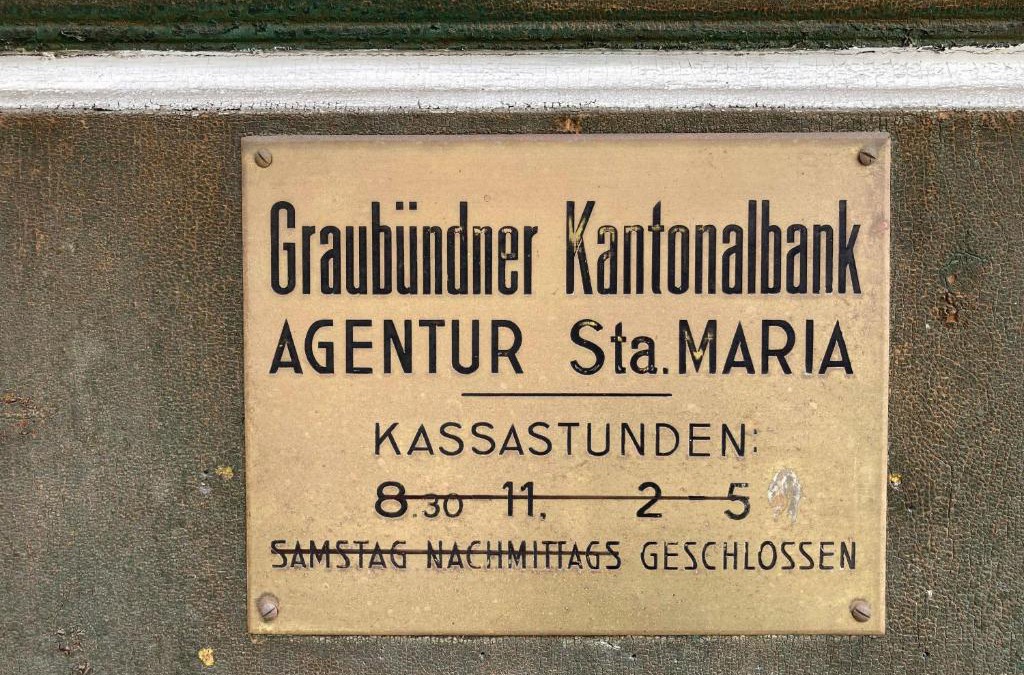 Graubündner Kantonalbank
AGENTUR Sta. MARIA
KASSASTUNDEN:
8.30-11, 2-5
SAMSTAG NACHMITTAGS GESCHLOSSEN